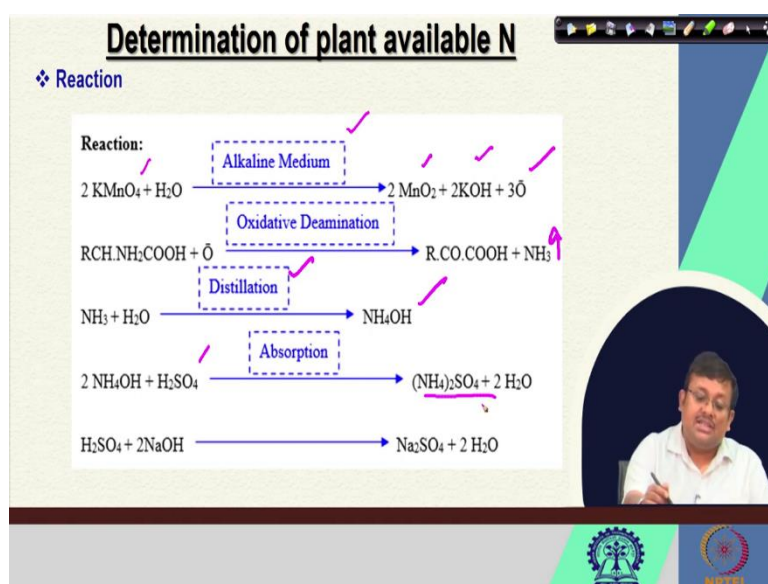 Determination of plant available N
❖ Reaction
Reaction:
Alkaline Medium
2 KMnO₄ + H₂O → 2 MnO₂ + 2KOH + 3Ō
Oxidative Deamination
RCH.NH₂COOH + Ō → R.CO.COOH + NH₃
Distillation
NH₃ + H₂O → NH₄OH
Absorption
2 NH₄OH + H₂SO₄ → (NH₄)₂SO₄ + 2 H₂O
H₂SO₄ + 2NaOH → Na₂SO₄ + 2 H₂O
NPTEL